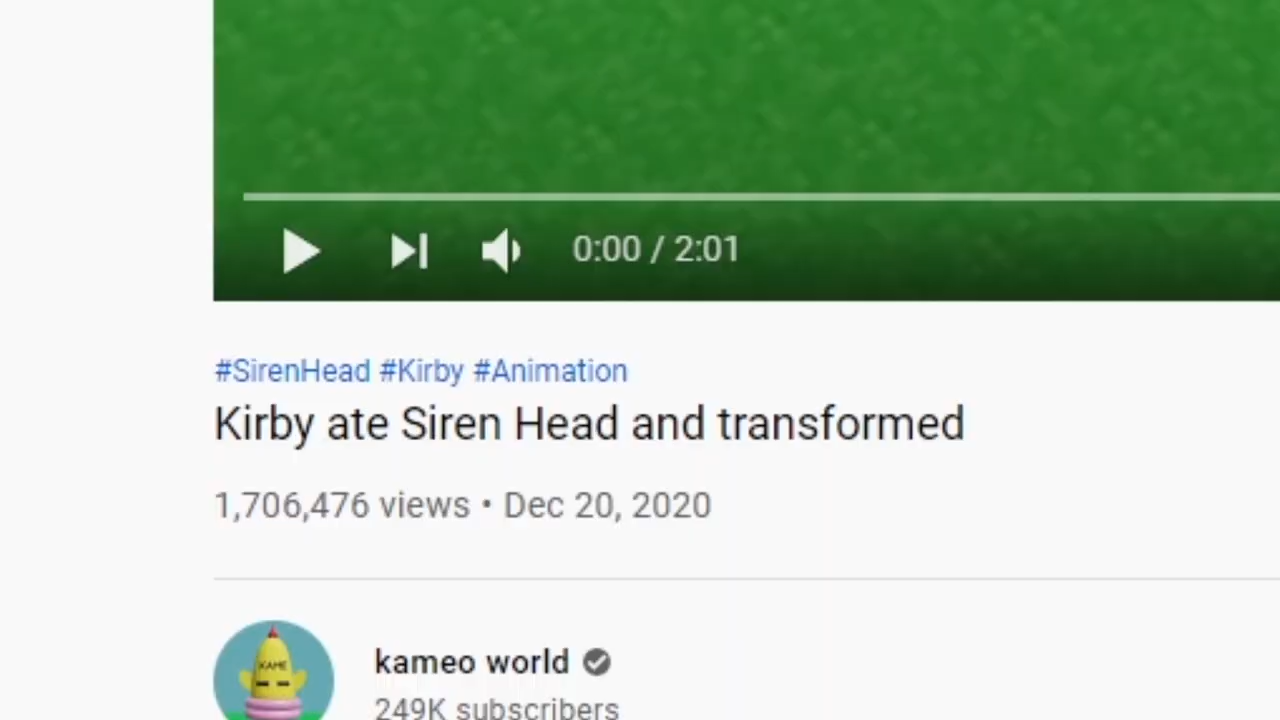 0:00 / 2:01
#SirenHead #Kirby #Animation
Kirby ate Siren Head and transformed
1,706,476 views • Dec 20, 2020
KAME
kameo world
249K subscribers